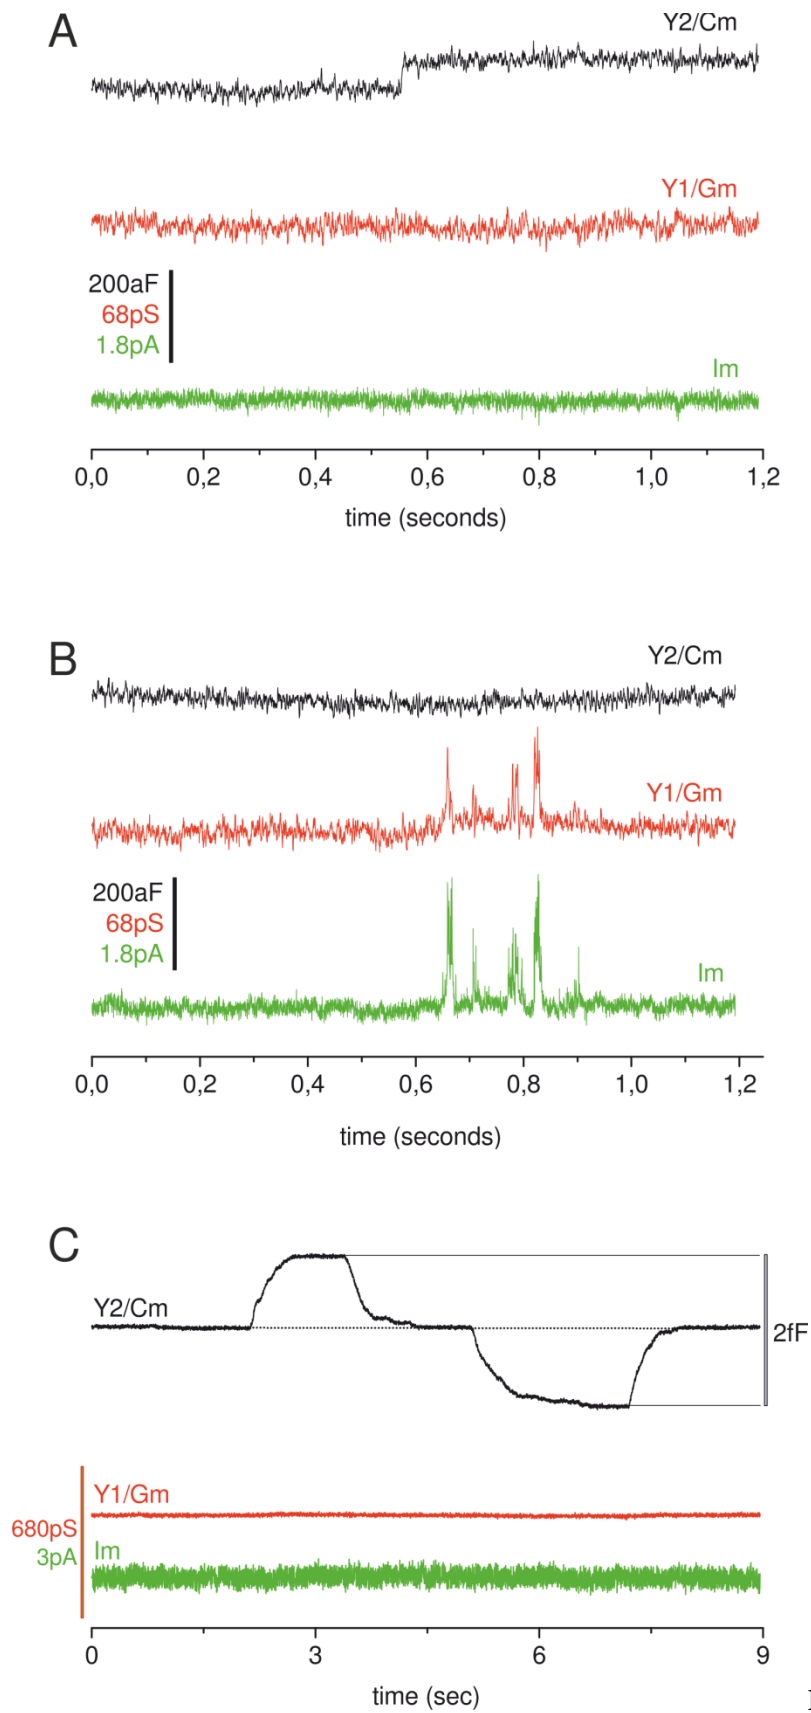 A
Y2/Cm
Y1/Gm
200aF
68pS
1.8pA
Im
0,0 0,2 0,4 0,6 0,8 1,0 1,2
time (seconds)
B
Y2/Cm
Y1/Gm
200aF
68pS
1.8pA
Im
0,0 0,2 0,4 0,6 0,8 1,0 1,2
time (seconds)
C
Y2/Cm
2fF
Y1/Gm
680pS
3pA
Im
0 3 6 9
time (sec)